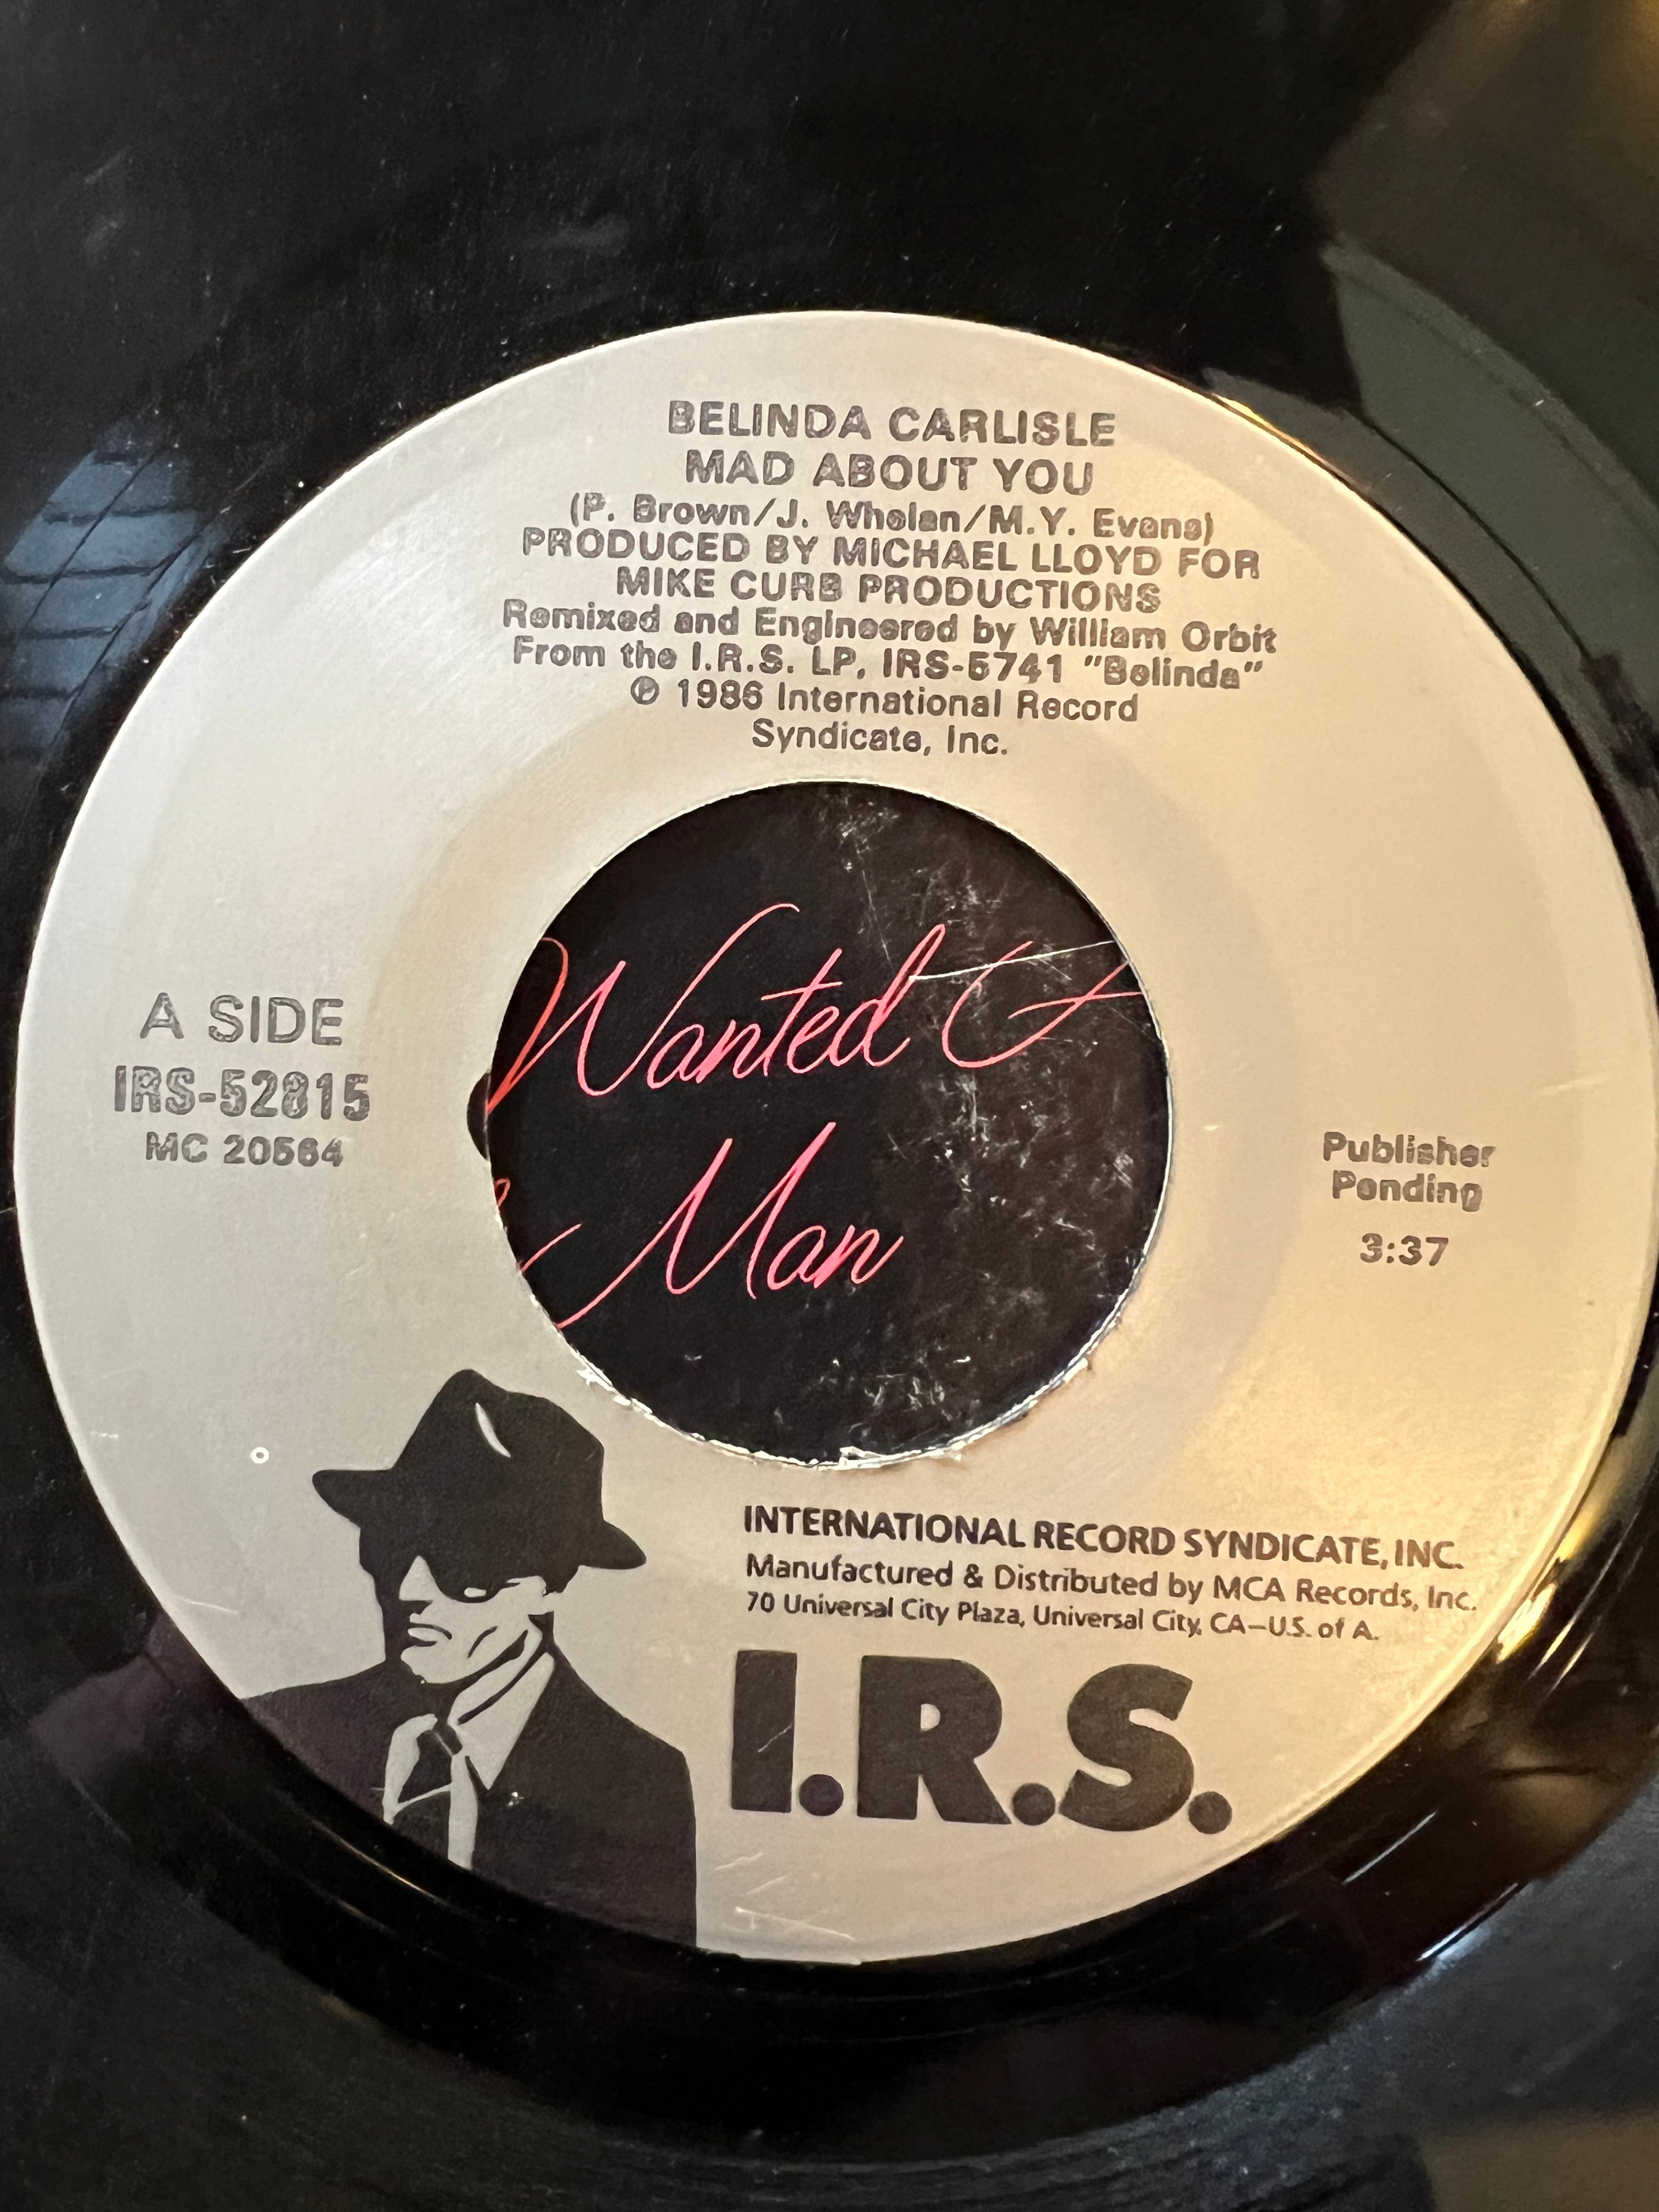 BELINDA CARLISLE
MAD ABOUT YOU
(P. Brown/J. Whelan/M.Y. Evans)
PRODUCED BY MICHAEL LLOYD FOR
MIKE CURB PRODUCTIONS
Remixed and Engineered by William Orbit
From the I.R.S. LP, IRS-5741 "Belinda"
℗ 1986 International Record
Syndicate, Inc.
Wanted
Man
A SIDE
IRS-52815
MC 20564
Publisher
Pending
3:37
INTERNATIONAL RECORD SYNDICATE, INC.
Manufactured & Distributed by MCA Records, Inc.
70 Universal City Plaza, Universal City, CA—U.S. of A.
I.R.S.